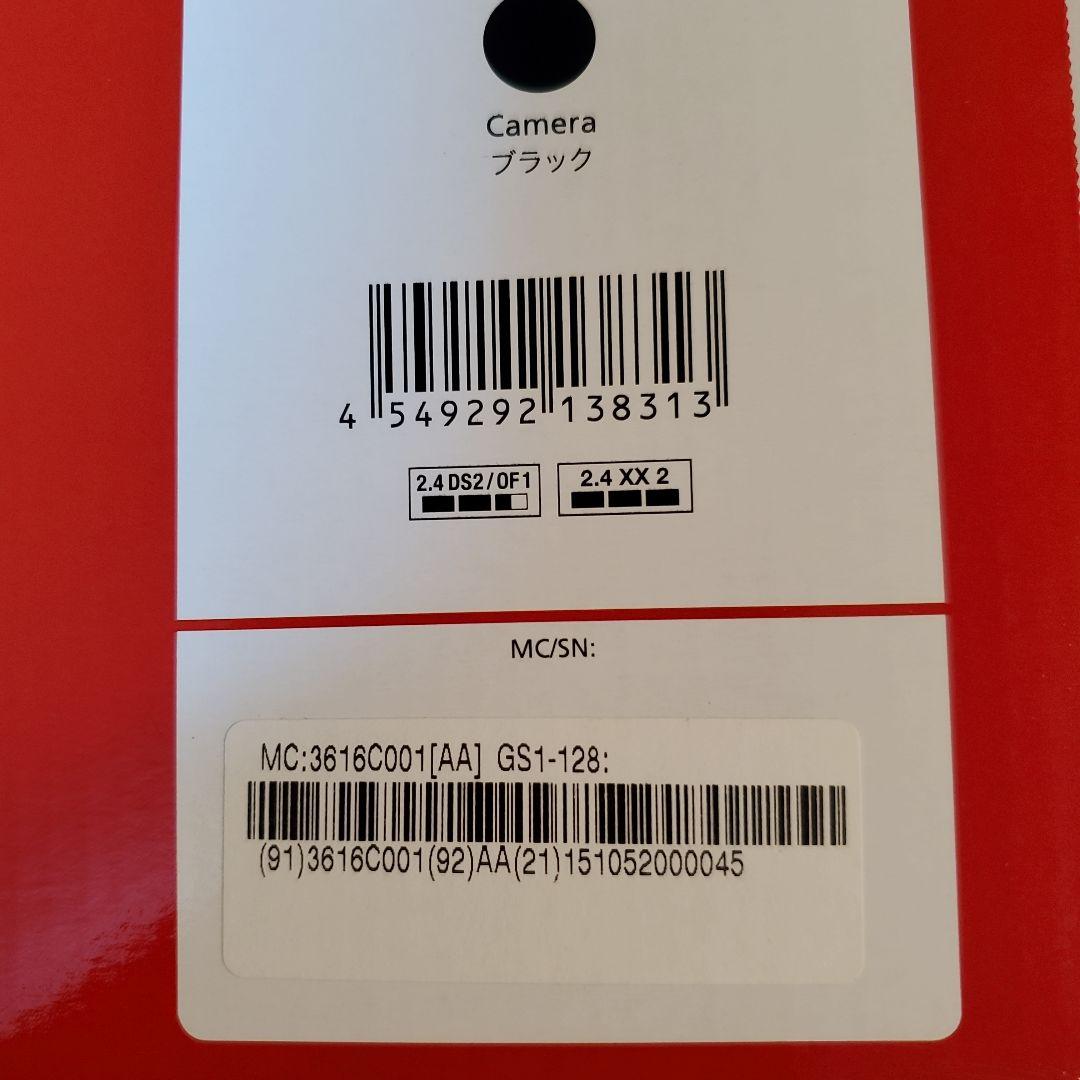 Camera
ブラック
4 549292 138313
2.4 DS2/OF1
2.4 XX 2
MC/SN:
MC:3616C001[AA] GS1-128:
(91)3616C001(92)AA(21)151052000045